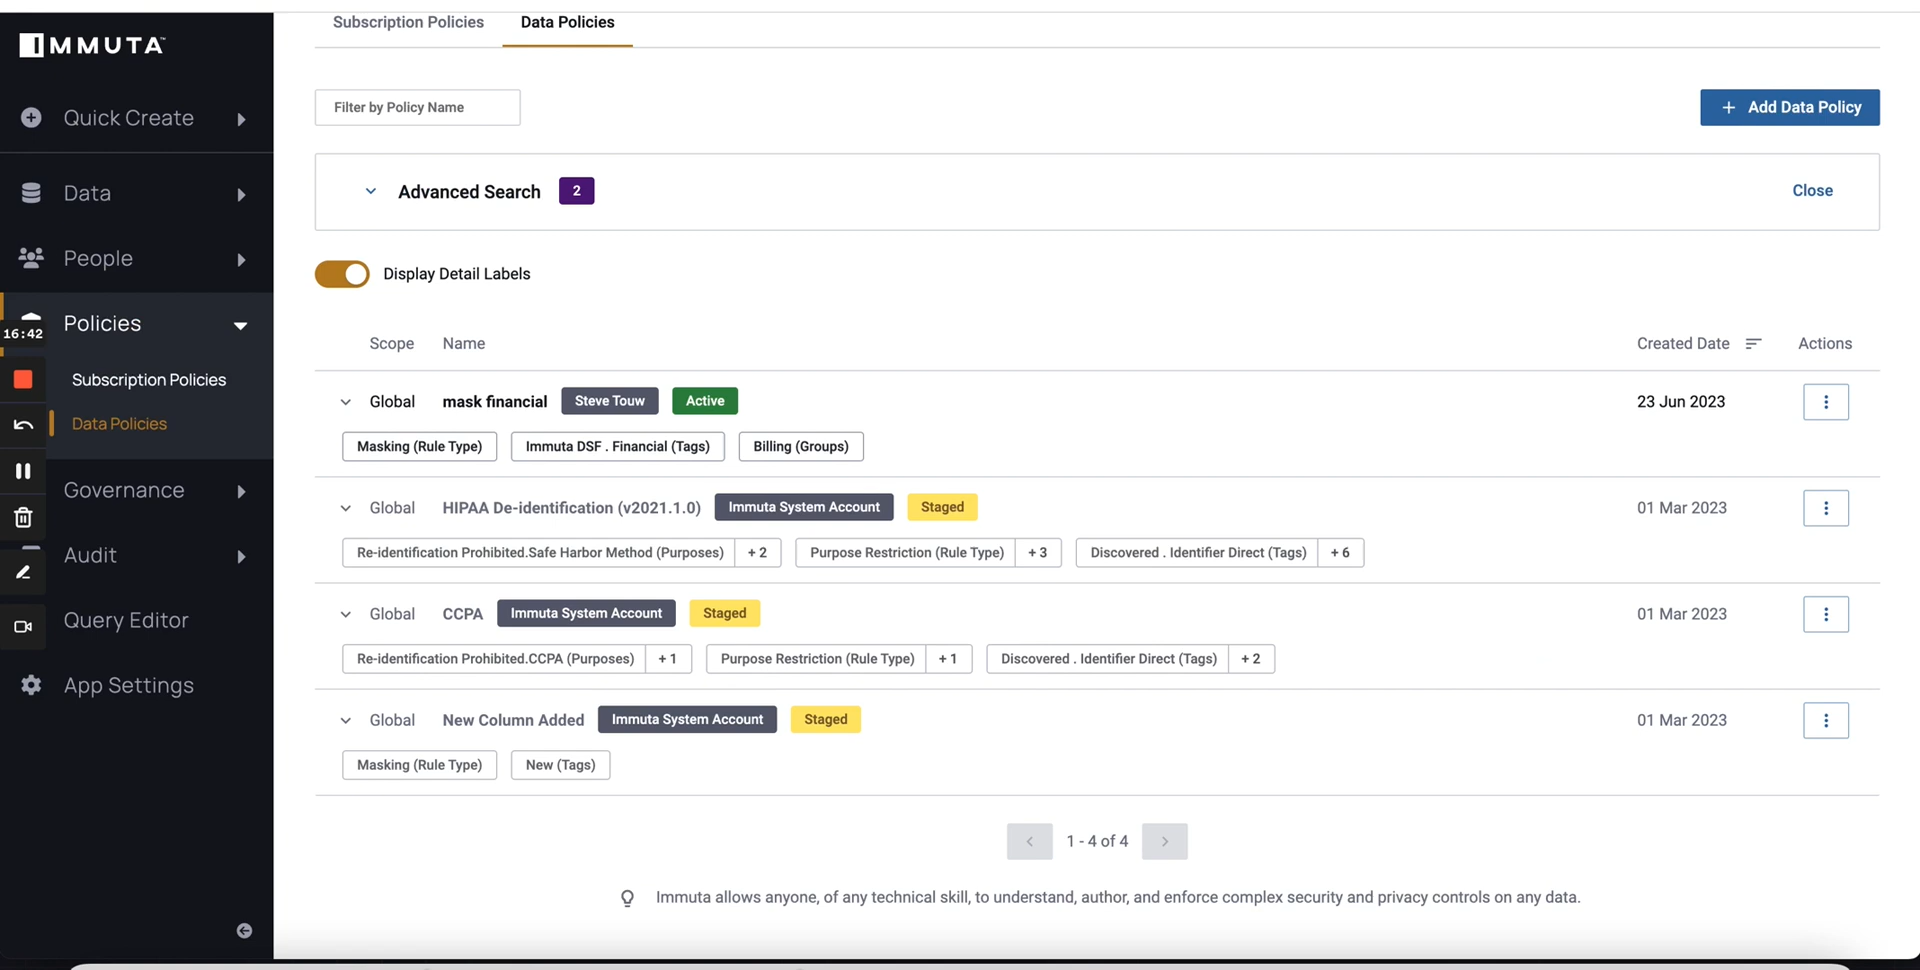 IMMUTA™
Quick Create
Data
People
Policies
16:42
Subscription Policies
Data Policies
Governance
Audit
Query Editor
App Settings
Subscription Policies
Data Policies
Filter by Policy Name
+ Add Data Policy
Advanced Search 2
Close
Display Detail Labels
Scope Name Created Date Actions
Global mask financial Steve Touw Active 23 Jun 2023
Masking (Rule Type) Immuta DSF . Financial (Tags) Billing (Groups)
Global HIPAA De-identification (v2021.1.0) Immuta System Account Staged 01 Mar 2023
Re-identification Prohibited.Safe Harbor Method (Purposes) + 2 Purpose Restriction (Rule Type) + 3 Discovered . Identifier Direct (Tags) + 6
Global CCPA Immuta System Account Staged 01 Mar 2023
Re-identification Prohibited.CCPA (Purposes) + 1 Purpose Restriction (Rule Type) + 1 Discovered . Identifier Direct (Tags) + 2
Global New Column Added Immuta System Account Staged 01 Mar 2023
Masking (Rule Type) New (Tags)
1 - 4 of 4
Immuta allows anyone, of any technical skill, to understand, author, and enforce complex security and privacy controls on any data.